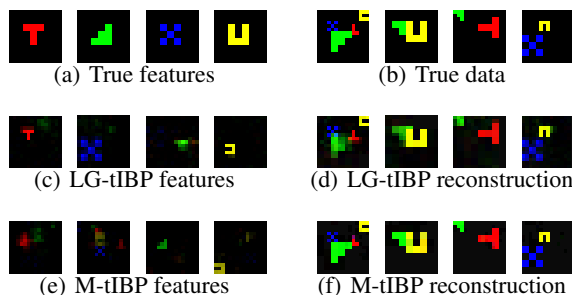 (a) True features
(b) True data
(c) LG-tIBP features
(d) LG-tIBP reconstruction
(e) M-tIBP features
(f) M-tIBP reconstruction